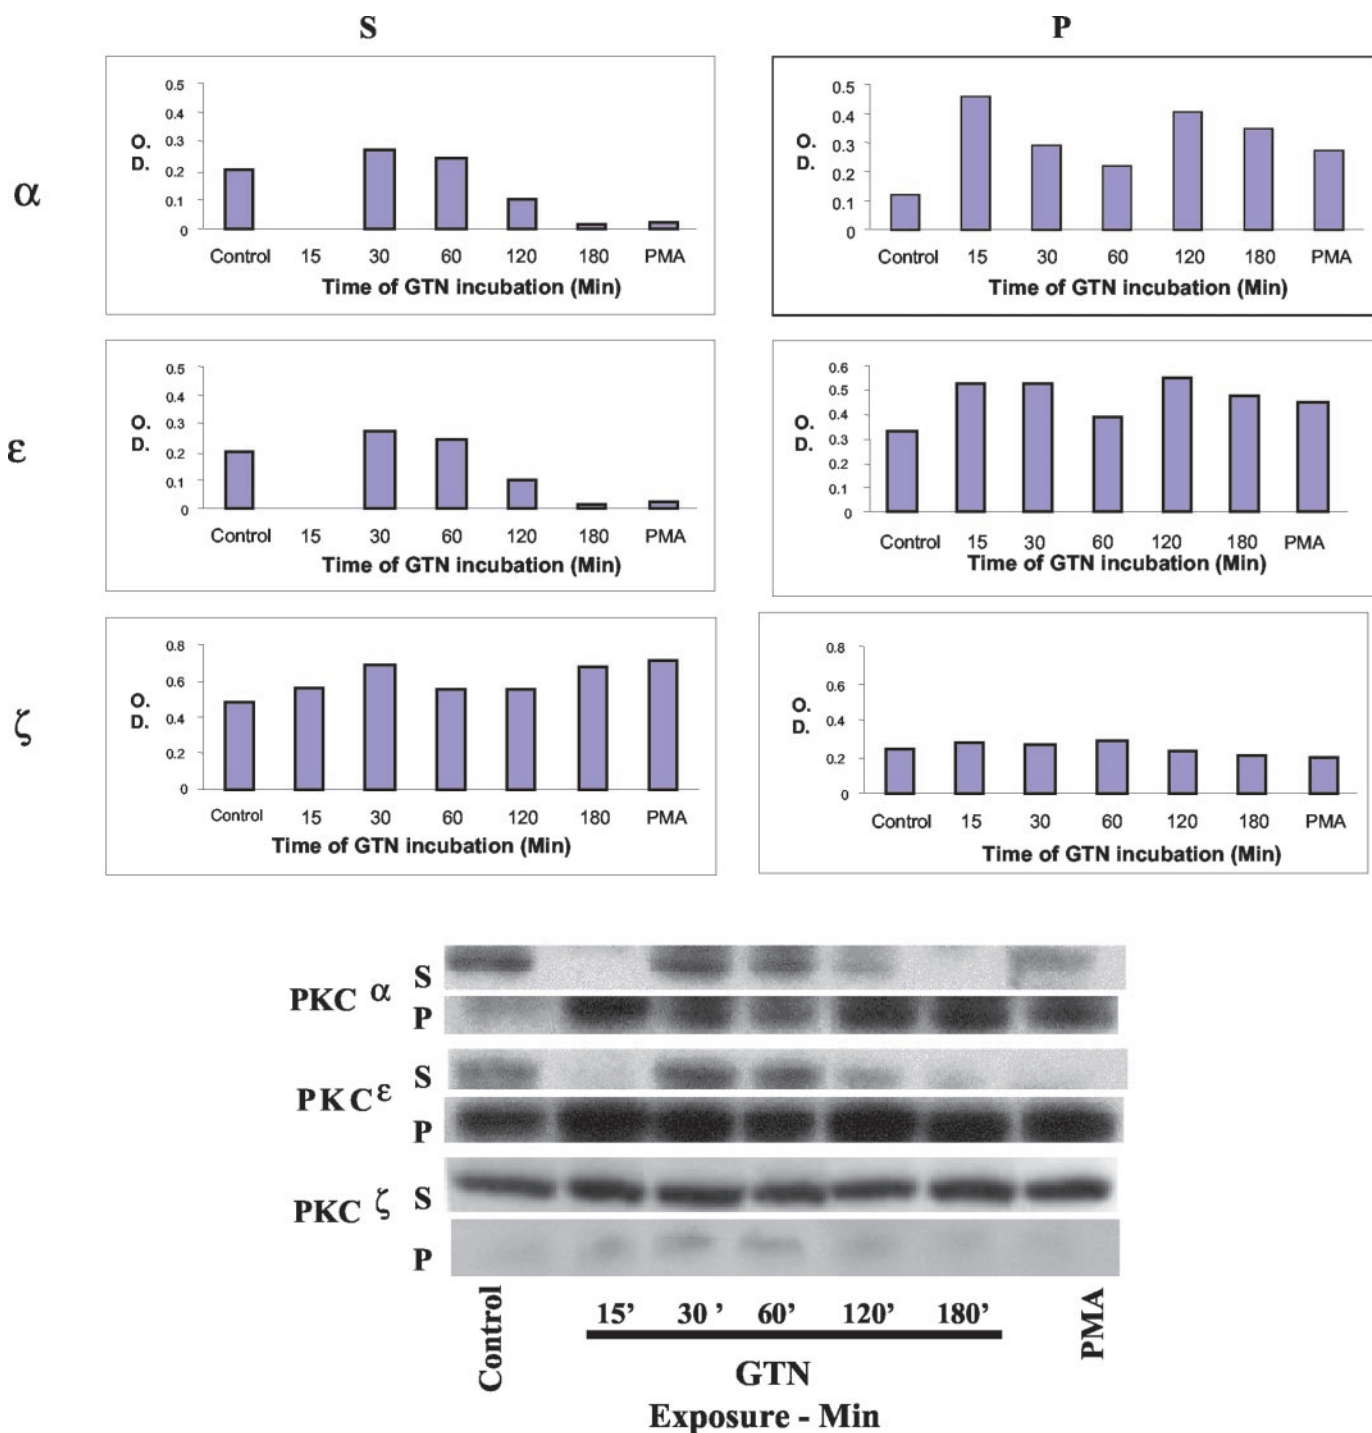 S
P
α
0.5
0.4
0.3
0.2
0.1
0
O.
D.
Control 15 30 60 120 180 PMA
Time of GTN incubation (Min)
0.5
0.4
0.3
0.2
0.1
0
O.
D.
Control 15 30 60 120 180 PMA
Time of GTN incubation (Min)
ε
0.5
0.4
0.3
0.2
0.1
0
O.
D.
Control 15 30 60 120 180 PMA
Time of GTN incubation (Min)
0.6
0.5
0.4
0.3
0.2
0.1
0
O.
D.
Control 15 30 60 120 180 PMA
Time of GTN incubation (Min)
ζ
0.8
0.6
0.4
0.2
0
O.
D.
Control 15 30 60 120 180 PMA
Time of GTN incubation (Min)
0.8
0.6
0.4
0.2
0
O.
D.
Control 15 30 60 120 180 PMA
Time of GTN incubation (Min)
PKC α
S
P
PKC ε
S
P
PKC ζ
S
P
Control
15’ 30 ’ 60’ 120’ 180’
PMA
GTN
Exposure - Min